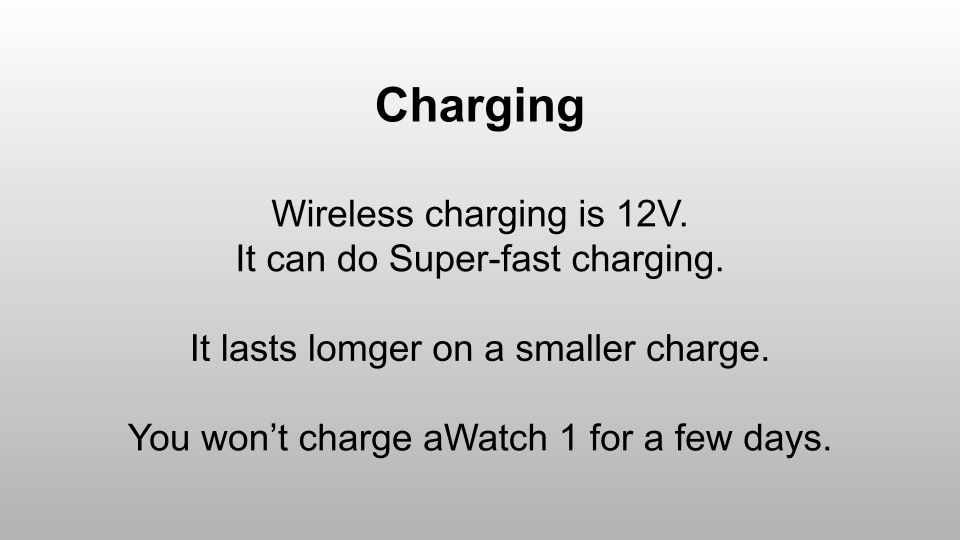 Charging
Wireless charging is 12V.
It can do Super-fast charging.
It lasts lomger on a smaller charge.
You won’t charge aWatch 1 for a few days.